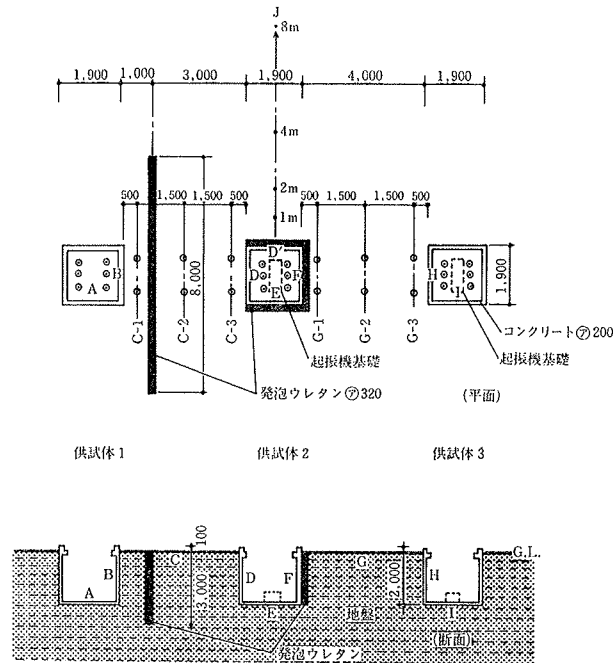 J
8m
1,900
1,000
3,000
1,900
4,000
1,900
4m
500
1,500
1,500
500
500
1,500
1,500
500
2m
1m
8,000
B
A
D'
D
F
E
H
I
1,900
C-1
C-2
C-3
G-1
G-2
G-3
コンクリート㋐200
起振機基礎
起振機基礎
発泡ウレタン㋐320
(平面)
供試体1
供試体2
供試体3
100
G.L.
C
G
A
B
3,000
D
F
E
2,000
H
I
地盤
(断面)
発泡ウレタン